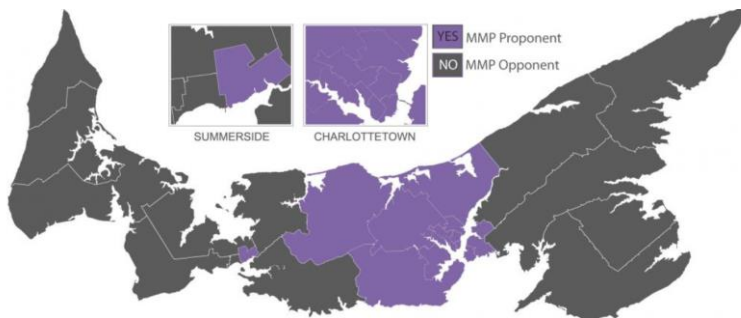 YES MMP Proponent
NO MMP Opponent
SUMMERSIDE
CHARLOTTETOWN